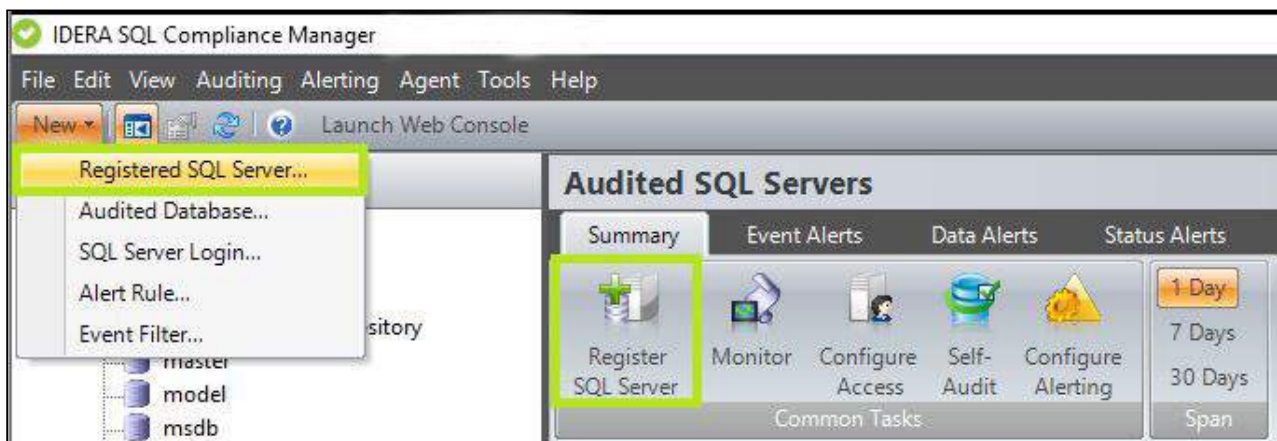 IDERA SQL Compliance Manager
File Edit View Auditing Alerting Agent Tools Help
New Launch Web Console
Registered SQL Server...
Audited Database...
SQL Server Login...
Alert Rule...
Event Filter...
sitory
master
model
msdb
Audited SQL Servers
Summary Event Alerts Data Alerts Status Alerts
Register SQL Server
Monitor
Configure Access
Self-Audit
Configure Alerting
Common Tasks
1 Day
7 Days
30 Days
Span